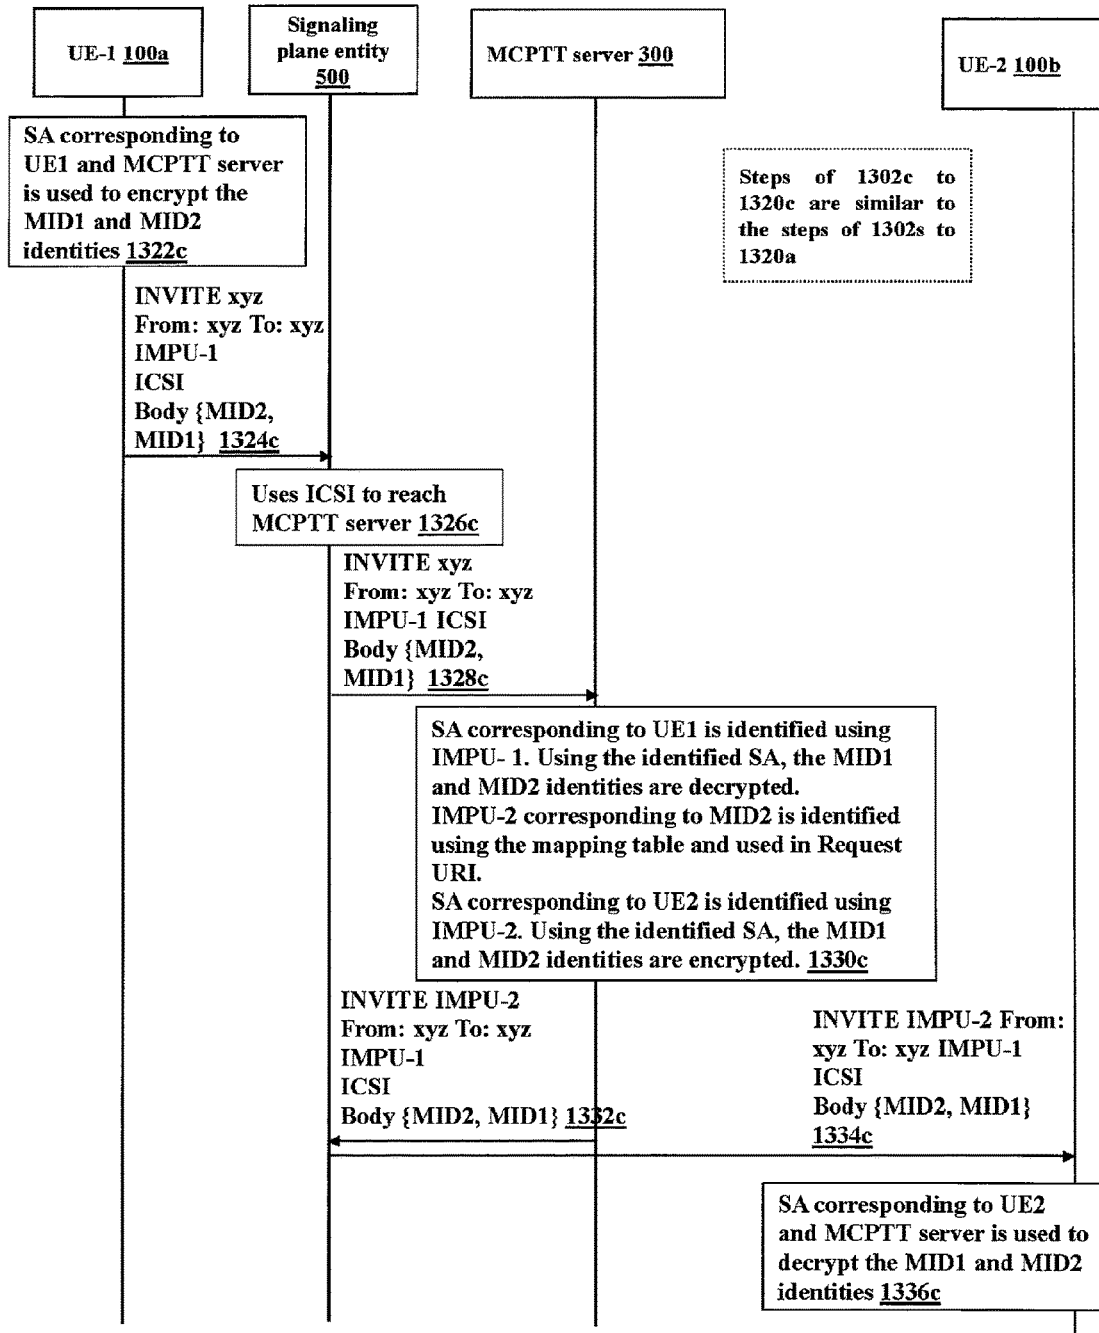 UE-1 100a
Signaling
plane entity
500
MCPTT server 300
UE-2 100b
SA corresponding to
UE1 and MCPTT server
is used to encrypt the
MID1 and MID2
identities 1322c
Steps of 1302c to
1320c are similar to
the steps of 1302s to
1320a
INVITE xyz
From: xyz To: xyz
IMPU-1
ICSI
Body {MID2,
MID1} 1324c
Uses ICSI to reach
MCPTT server 1326c
INVITE xyz
From: xyz To: xyz
IMPU-1 ICSI
Body {MID2,
MID1} 1328c
SA corresponding to UE1 is identified using
IMPU- 1. Using the identified SA, the MID1
and MID2 identities are decrypted.
IMPU-2 corresponding to MID2 is identified
using the mapping table and used in Request
URI.
SA corresponding to UE2 is identified using
IMPU-2. Using the identified SA, the MID1
and MID2 identities are encrypted. 1330c
INVITE IMPU-2
From: xyz To: xyz
IMPU-1
ICSI
Body {MID2, MID1} 1332c
INVITE IMPU-2 From:
xyz To: xyz IMPU-1
ICSI
Body {MID2, MID1}
1334c
SA corresponding to UE2
and MCPTT server is used to
decrypt the MID1 and MID2
identities 1336c